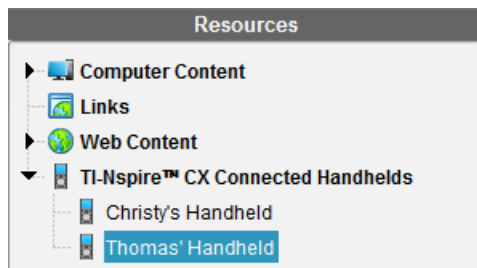 Resources
Computer Content
Links
Web Content
TI-Nspire™ CX Connected Handhelds
Christy's Handheld
Thomas' Handheld